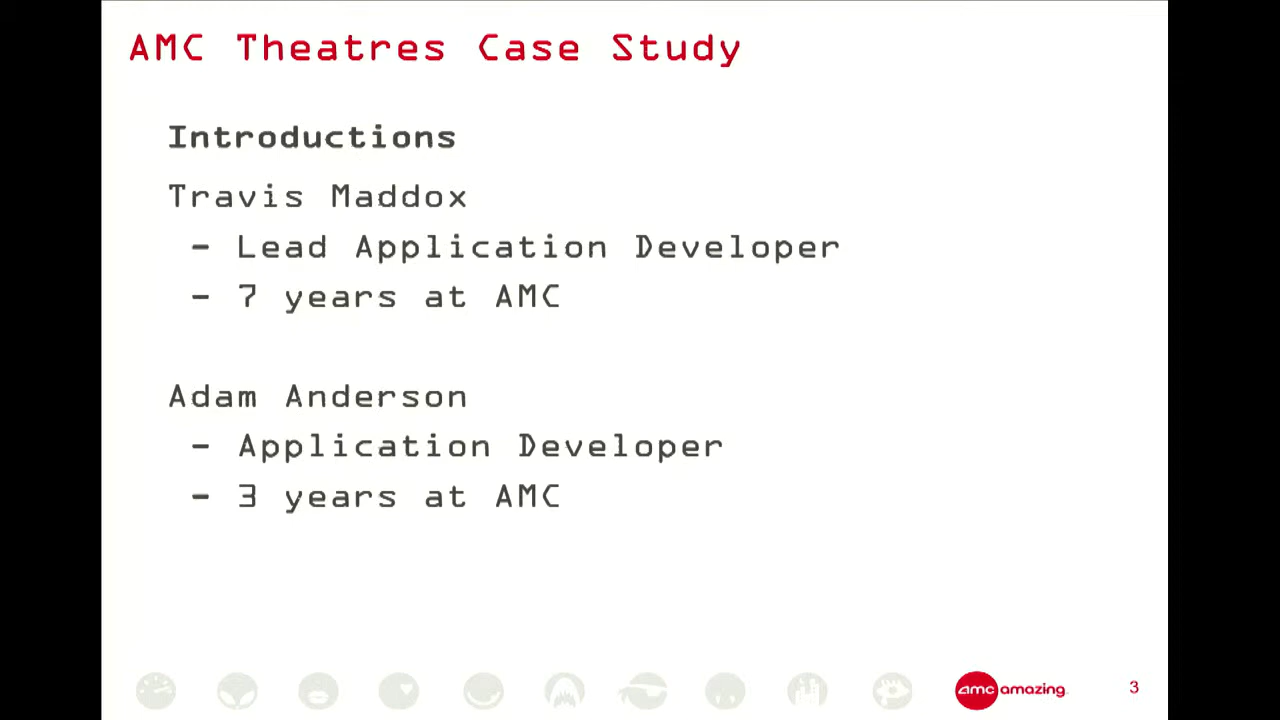 AMC Theatres Case Study
Introductions
Travis Maddox
- Lead Application Developer
- 7 years at AMC
Adam Anderson
- Application Developer
- 3 years at AMC
amc amazing.
3